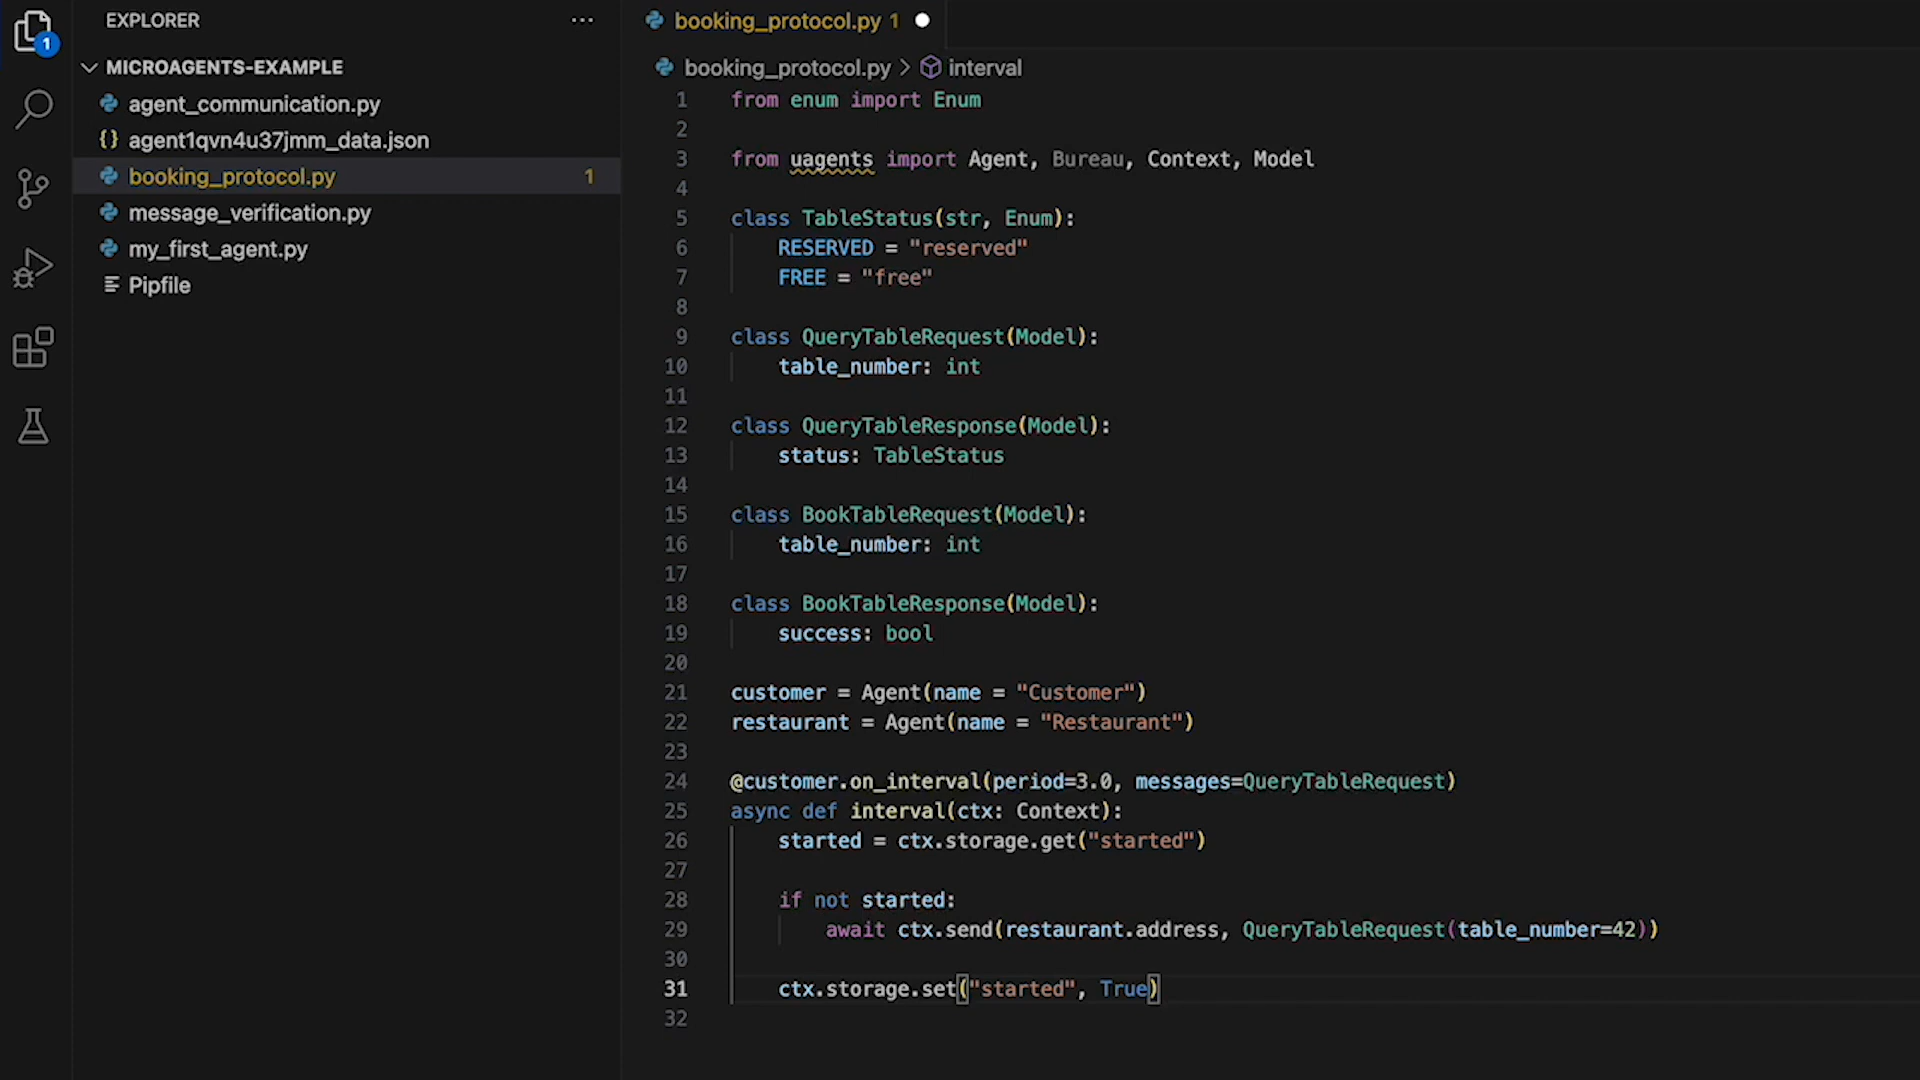 EXPLORER
1
MICROAGENTS-EXAMPLE
agent_communication.py
{} agent1qvn4u37jmm_data.json
booking_protocol.py 1
message_verification.py
my_first_agent.py
Pipfile
booking_protocol.py 1
booking_protocol.py > interval
1 from enum import Enum
2
3 from uagents import Agent, Bureau, Context, Model
4
5 class TableStatus(str, Enum):
6 RESERVED = "reserved"
7 FREE = "free"
8
9 class QueryTableRequest(Model):
10 table_number: int
11
12 class QueryTableResponse(Model):
13 status: TableStatus
14
15 class BookTableRequest(Model):
16 table_number: int
17
18 class BookTableResponse(Model):
19 success: bool
20
21 customer = Agent(name = "Customer")
22 restaurant = Agent(name = "Restaurant")
23
24 @customer.on_interval(period=3.0, messages=QueryTableRequest)
25 async def interval(ctx: Context):
26 started = ctx.storage.get("started")
27
28 if not started:
29 await ctx.send(restaurant.address, QueryTableRequest(table_number=42))
30
31 ctx.storage.set("started", True)
32